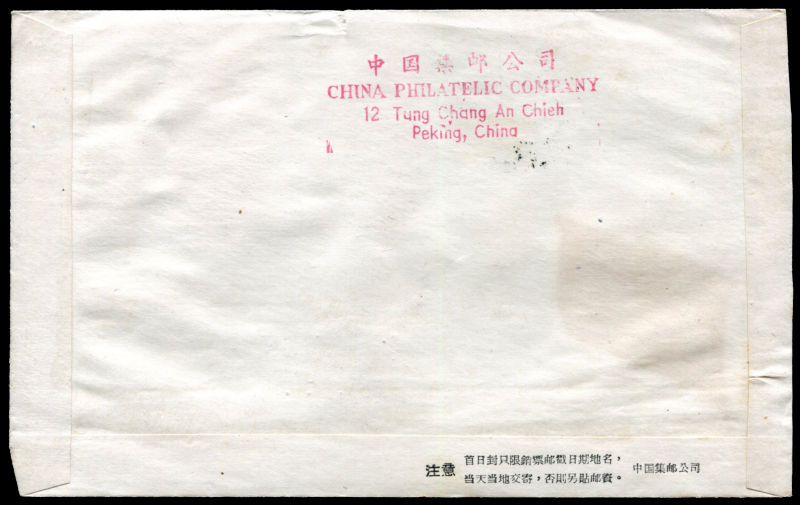 中国集邮公司
CHINA PHILATELIC COMPANY
12 Tung Chang An Chieh
Peking, China
注意 首日封只限銷票邮戳日期地名，
当天当地交寄，否則另貼邮資。 中国集邮公司